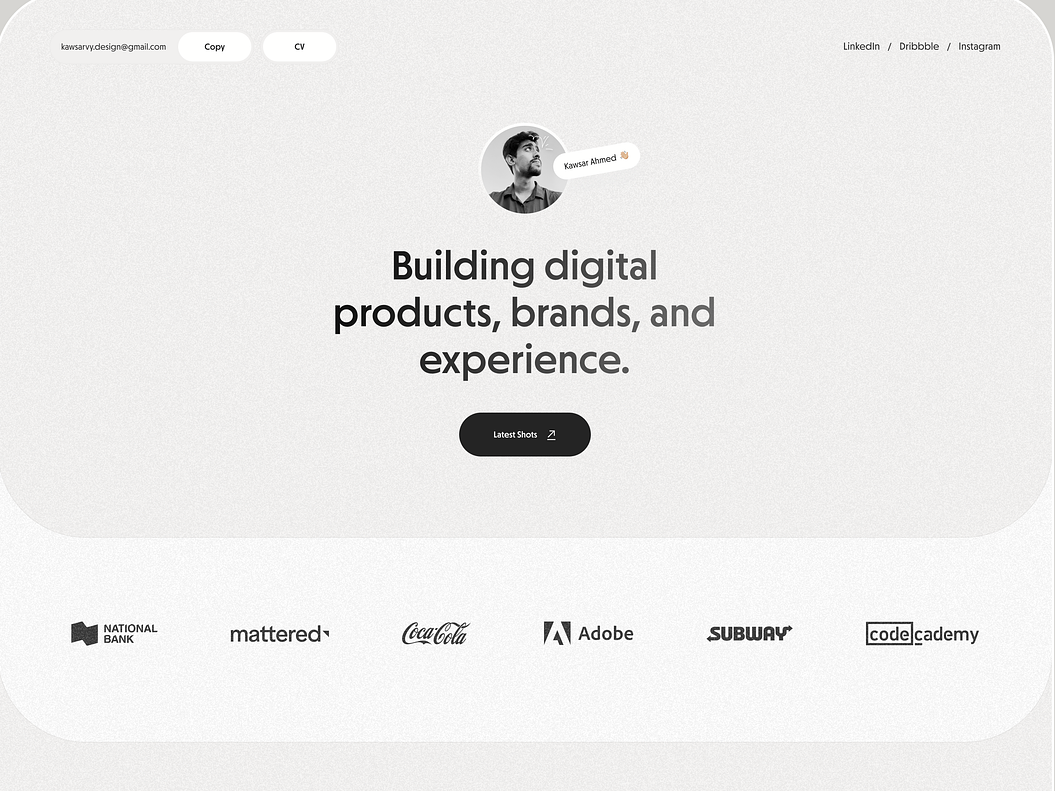 kawsarvy.design@gmail.com Copy CV LinkedIn / Dribbble / Instagram
Kawsar Ahmed 👋🏼
Building digital
products, brands, and
experience.
Latest Shots
NATIONAL
BANK
mattered
Coca-Cola
Adobe
SUBWAY
codecademy